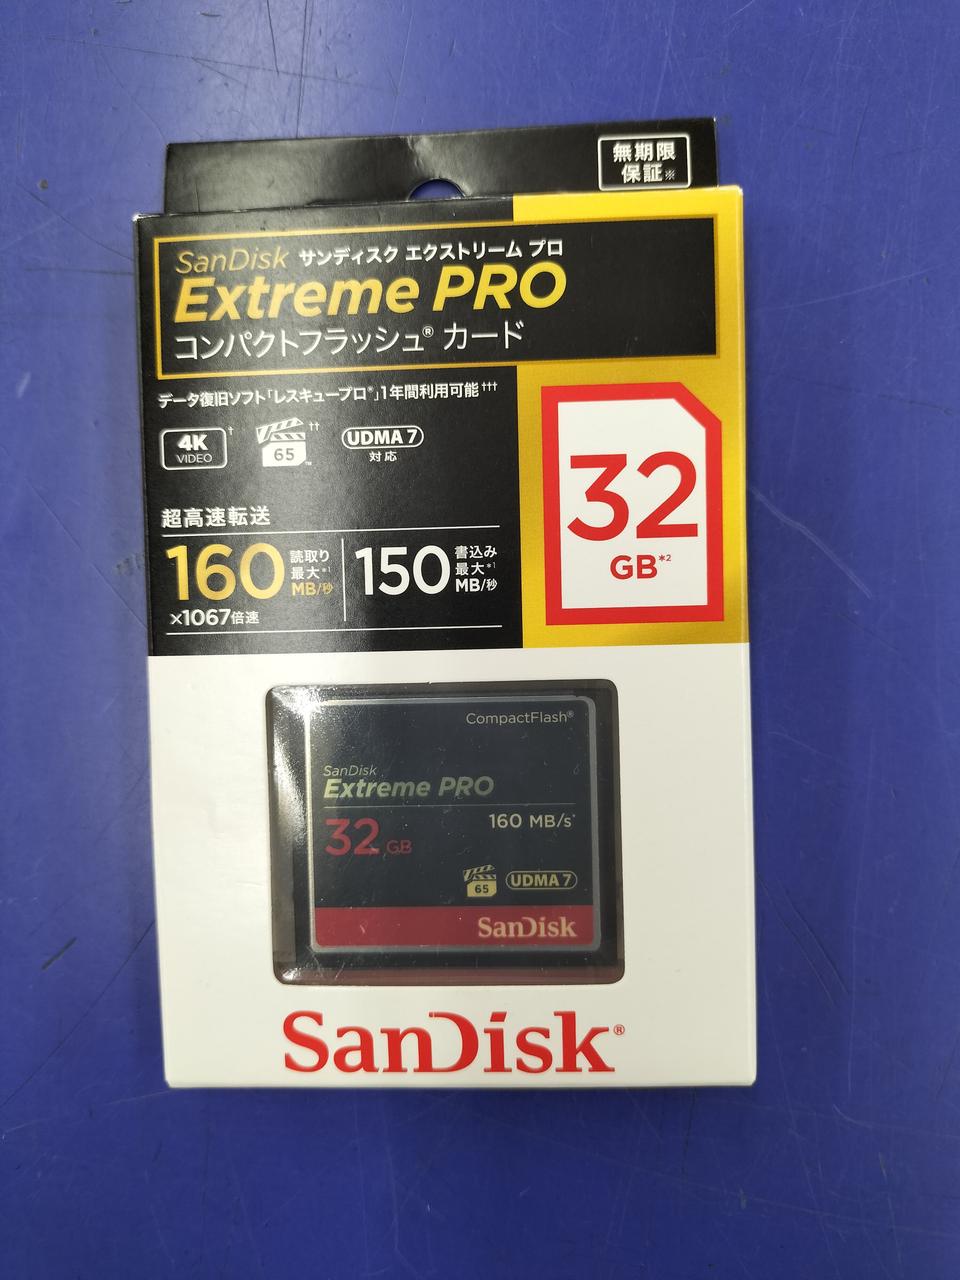 無期限
保証※
SanDisk サンディスク エクストリーム プロ
Extreme PRO
コンパクトフラッシュ® カード
データ復旧ソフト「レスキュープロ®」1年間利用可能†††
4K
VIDEO
†
65
™
††
UDMA 7
対応
超高速転送
160 読取り
最大*1
MB/秒
×1067倍速
150 書込み
最大*1
MB/秒
32
GB*2
CompactFlash®
SanDisk
Extreme PRO
160 MB/s*
32 GB
65
UDMA 7
SanDisk
SanDisk®